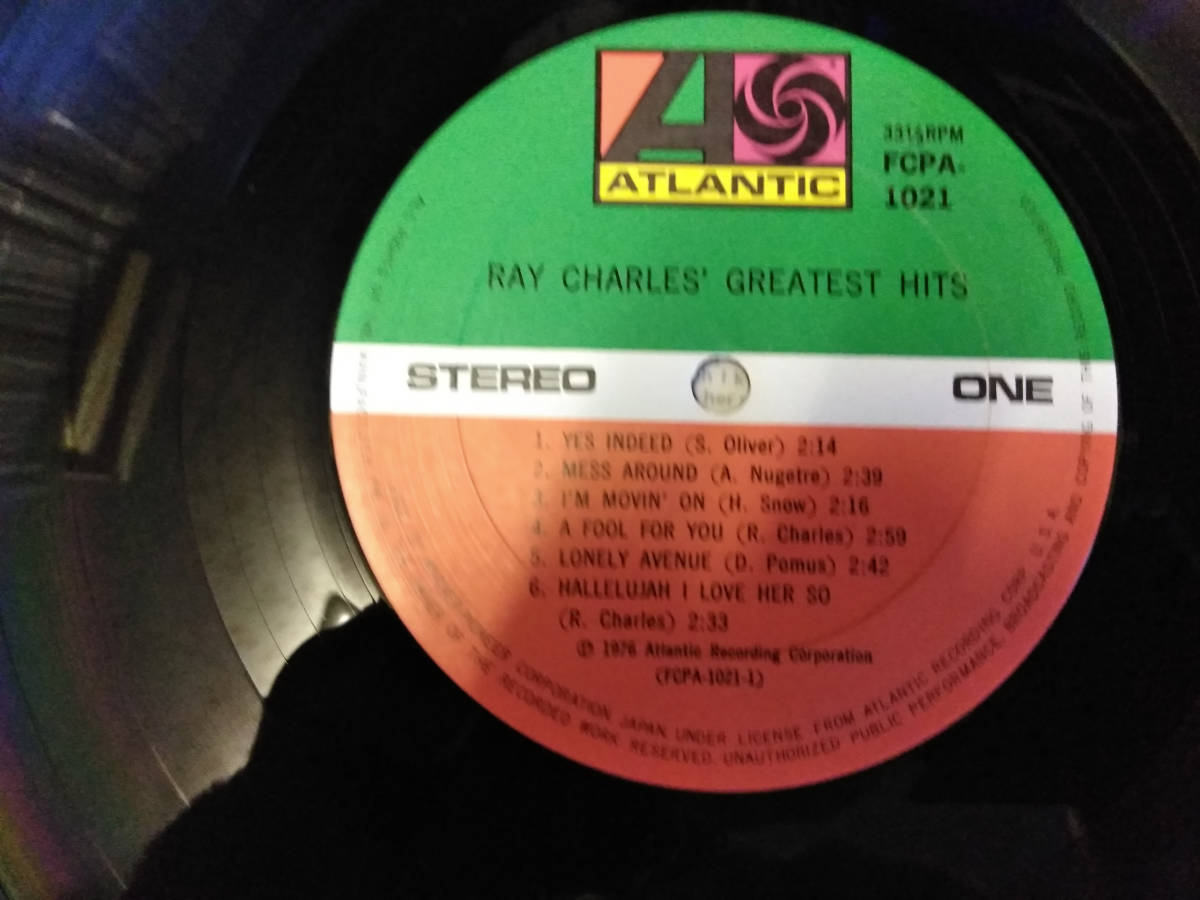 A
ATLANTIC
33⅓RPM
FCPA-
1021
RAY CHARLES' GREATEST HITS
STEREO
ONE
1. YES INDEED (S. Oliver) 2:14
2. MESS AROUND (A. Nugetre) 2:39
3. I'M MOVIN' ON (H. Snow) 2:16
4. A FOOL FOR YOU (R. Charles) 2:59
5. LONELY AVENUE (D. Pomus) 2:42
6. HALLELUJAH I LOVE HER SO
(R. Charles) 2:33
Ⓟ 1976 Atlantic Recording Corporation
(FCPA-1021-1)
CORPORATION JAPAN UNDER LICENSE FROM ATLANTIC RECORDING CORP. U.S.A.
OF THE RECORDED WORK RESERVED. UNAUTHORIZED PUBLIC PERFORMANCE, BROADCASTING AND COPYING OF THIS RECORD